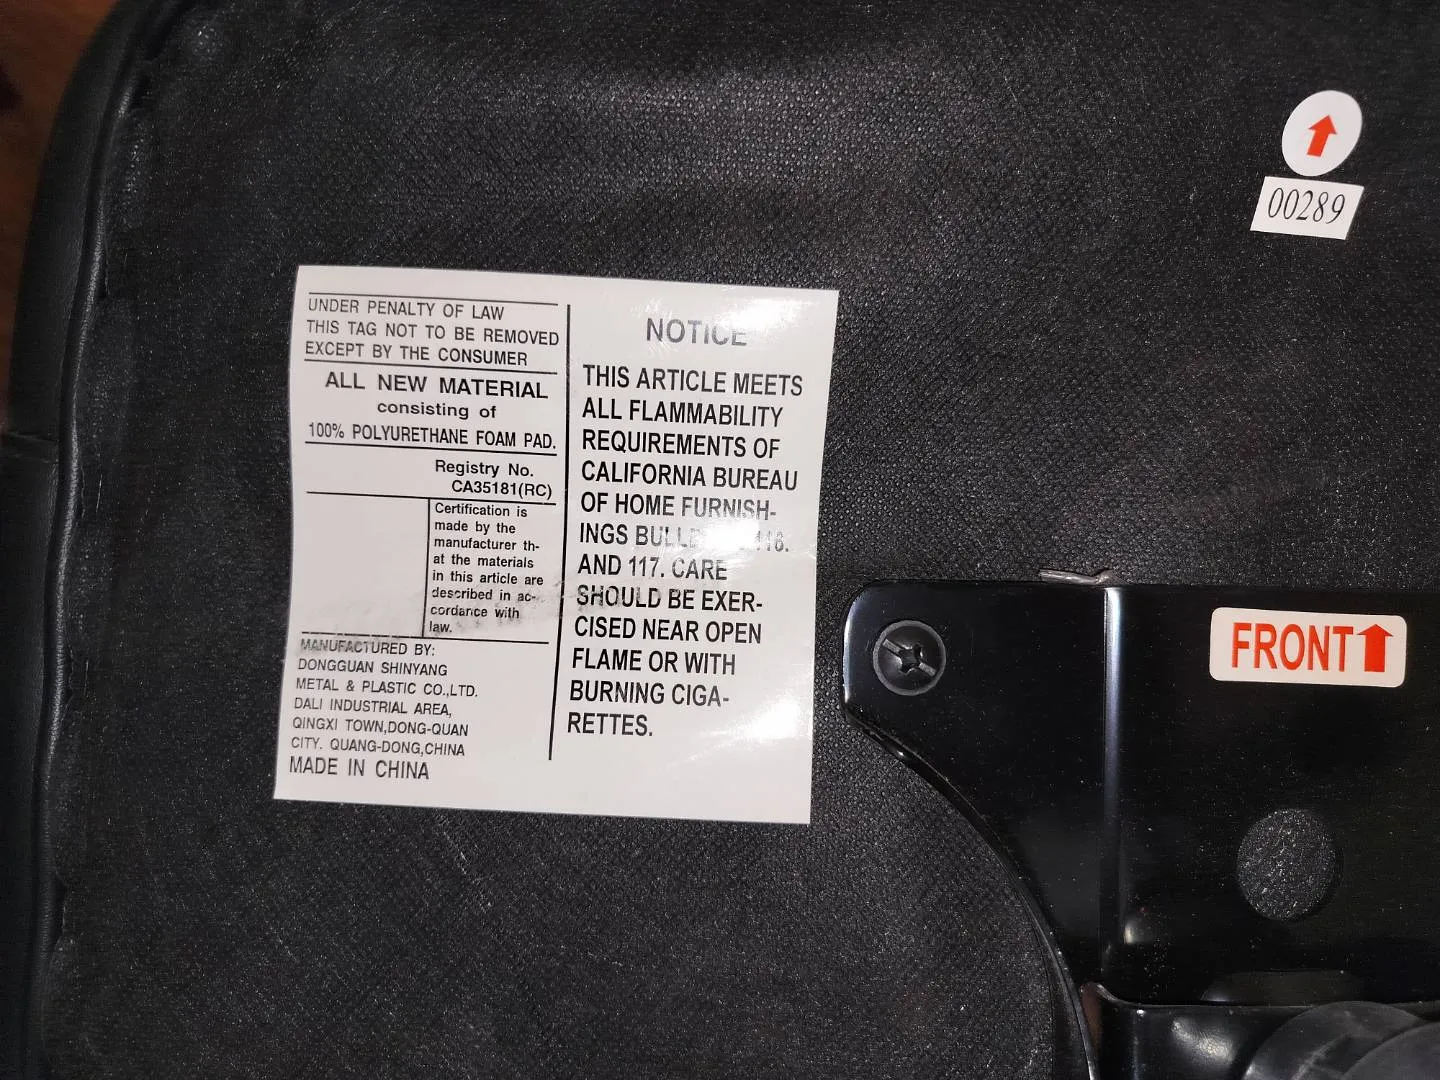 00289
UNDER PENALTY OF LAW
THIS TAG NOT TO BE REMOVED
EXCEPT BY THE CONSUMER
ALL NEW MATERIAL
consisting of
100% POLYURETHANE FOAM PAD.
Registry No.
CA35181(RC)
Certification is
made by the
manufacturer th-
at the materials
in this article are
described in ac-
cordance with
law.
MANUFACTURED BY:
DONGGUAN SHINYANG
METAL & PLASTIC CO.,LTD.
DALI INDUSTRIAL AREA,
QINGXI TOWN,DONG-QUAN
CITY. QUANG-DONG,CHINA
MADE IN CHINA
NOTICE
THIS ARTICLE MEETS
ALL FLAMMABILITY
REQUIREMENTS OF
CALIFORNIA BUREAU
OF HOME FURNISH-
INGS
AND 117. CARE
SHOULD BE EXER-
CISED NEAR OPEN
FLAME OR WITH
BURNING CIGA-
RETTES.
FRONT